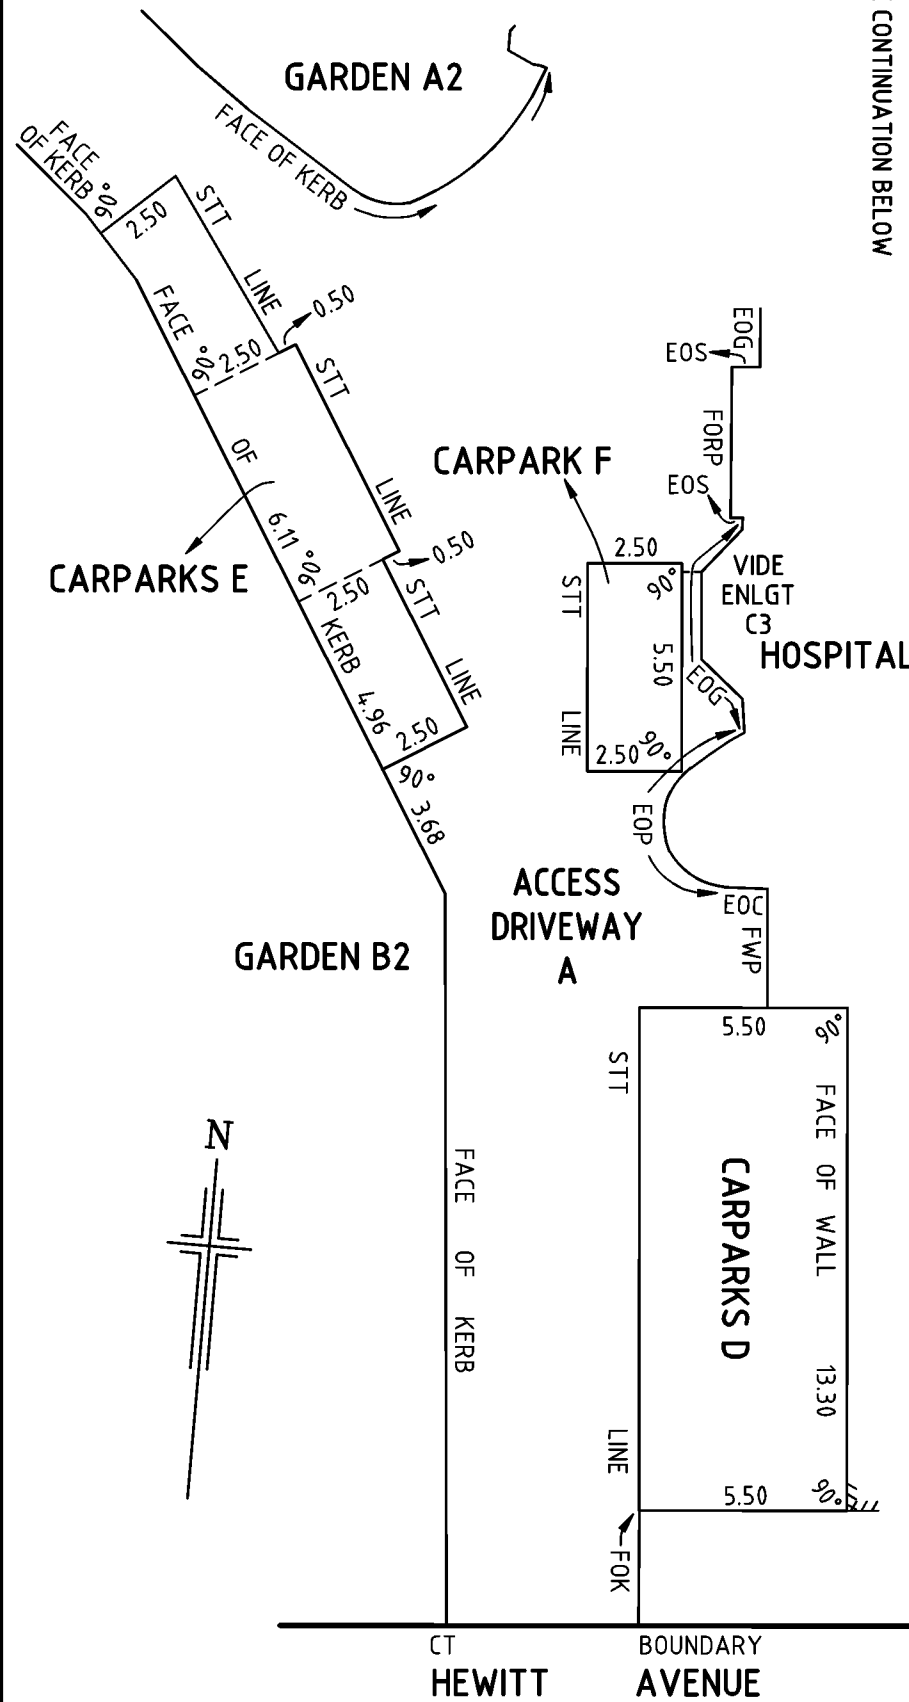 CONTINUATION BELOW
GARDEN A2
FACE OF KERB
FACE
OF KERB
90°
2.50
STT
LINE
0.50
FACE
90°
2.50
STT
LINE
EOG
EOS
FORP
EOS
CARPARK F
OF
6.11
90°
2.50
0.50
CARPARKS E
STT
LINE
KERB
4.96
2.50
90°
3.68
2.50
STT
90°
5.50
LINE
2.50
90°
VIDE
ENLGT
C3
HOSPITAL
EOG
EOP
EOC
FWP
ACCESS
DRIVEWAY
A
GARDEN B2
5.50
90°
STT
FACE OF WALL
13.30
CARPARKS D
N
FACE OF KERB
LINE
5.50
90°
FOK
CT
BOUNDARY
HEWITT AVENUE